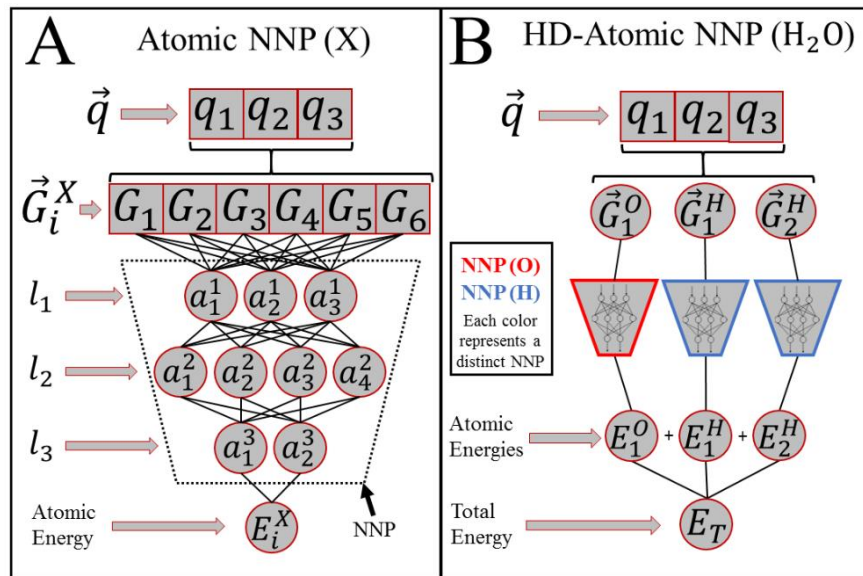 A
Atomic NNP (X)
q⃗
q₁ q₂ q₃
G⃗ᵢˣ
G₁ G₂ G₃ G₄ G₅ G₆
l₁
a₁¹ a₂¹ a₃¹
l₂
a₁² a₂² a₃² a₄²
l₃
a₁³ a₂³
Atomic
Energy
Eᵢˣ
NNP
B
HD-Atomic NNP (H₂O)
q⃗
q₁ q₂ q₃
G⃗₁ᴼ G⃗₁ᴴ G⃗₂ᴴ
NNP (O)
NNP (H)
Each color
represents a
distinct NNP
Atomic
Energies
E₁ᴼ + E₁ᴴ + E₂ᴴ
Total
Energy
E_T